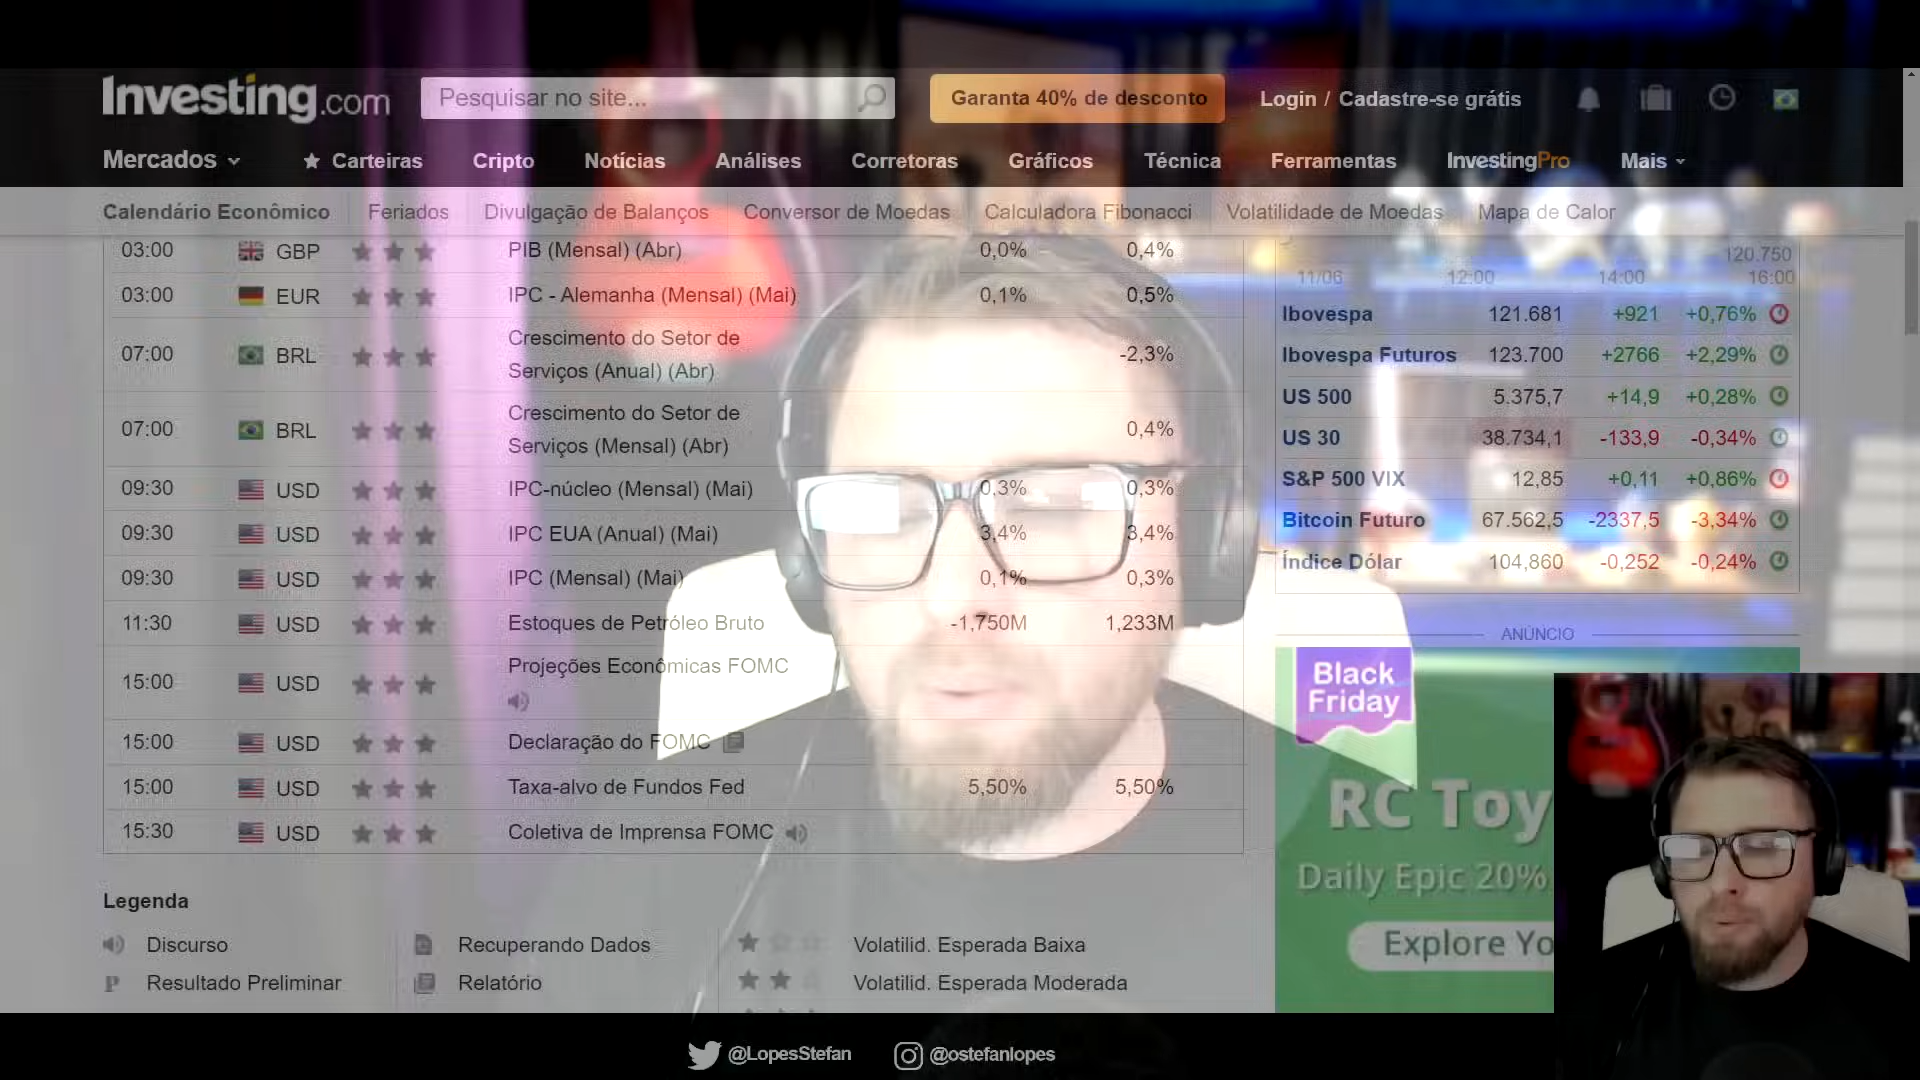 Investing.com
Pesquisar no site...
Garanta 40% de desconto
Login / Cadastre-se grátis
Mercados Carteiras Cripto Notícias Análises Corretoras Gráficos Técnica Ferramentas InvestingPro Mais
Calendário Econômico Feriados Divulgação de Balanços Conversor de Moedas Calculadora Fibonacci Volatilidade de Moedas Mapa de Calor
03:00 GBP PIB (Mensal) (Abr) 0,0% 0,4%
03:00 EUR IPC - Alemanha (Mensal) (Mai) 0,1% 0,5%
07:00 BRL Crescimento do Setor de
Serviços (Anual) (Abr) -2,3%
07:00 BRL Crescimento do Setor de
Serviços (Mensal) (Abr) 0,4%
09:30 USD IPC-núcleo (Mensal) (Mai) 0,3% 0,3%
09:30 USD IPC EUA (Anual) (Mai) 3,4% 3,4%
09:30 USD IPC (Mensal) (Mai) 0,1% 0,3%
11:30 USD Estoques de Petróleo Bruto -1,750M 1,233M
15:00 USD Projeções Econômicas FOMC
15:00 USD Declaração do FOMC
15:00 USD Taxa-alvo de Fundos Fed 5,50% 5,50%
15:30 USD Coletiva de Imprensa FOMC
Legenda
Discurso Recuperando Dados Volatilid. Esperada Baixa
P Resultado Preliminar Relatório Volatilid. Esperada Moderada
120.750
11/06 12:00 14:00 16:00
Ibovespa 121.681 +921 +0,76%
Ibovespa Futuros 123.700 +2766 +2,29%
US 500 5.375,7 +14,9 +0,28%
US 30 38.734,1 -133,9 -0,34%
S&P 500 VIX 12,85 +0,11 +0,86%
Bitcoin Futuro 67.562,5 -2337,5 -3,34%
Índice Dólar 104,860 -0,252 -0,24%
ANÚNCIO
Black
Friday
RC Toy
Daily Epic 20%
Explore Yo
@LopesStefan @ostefanlopes